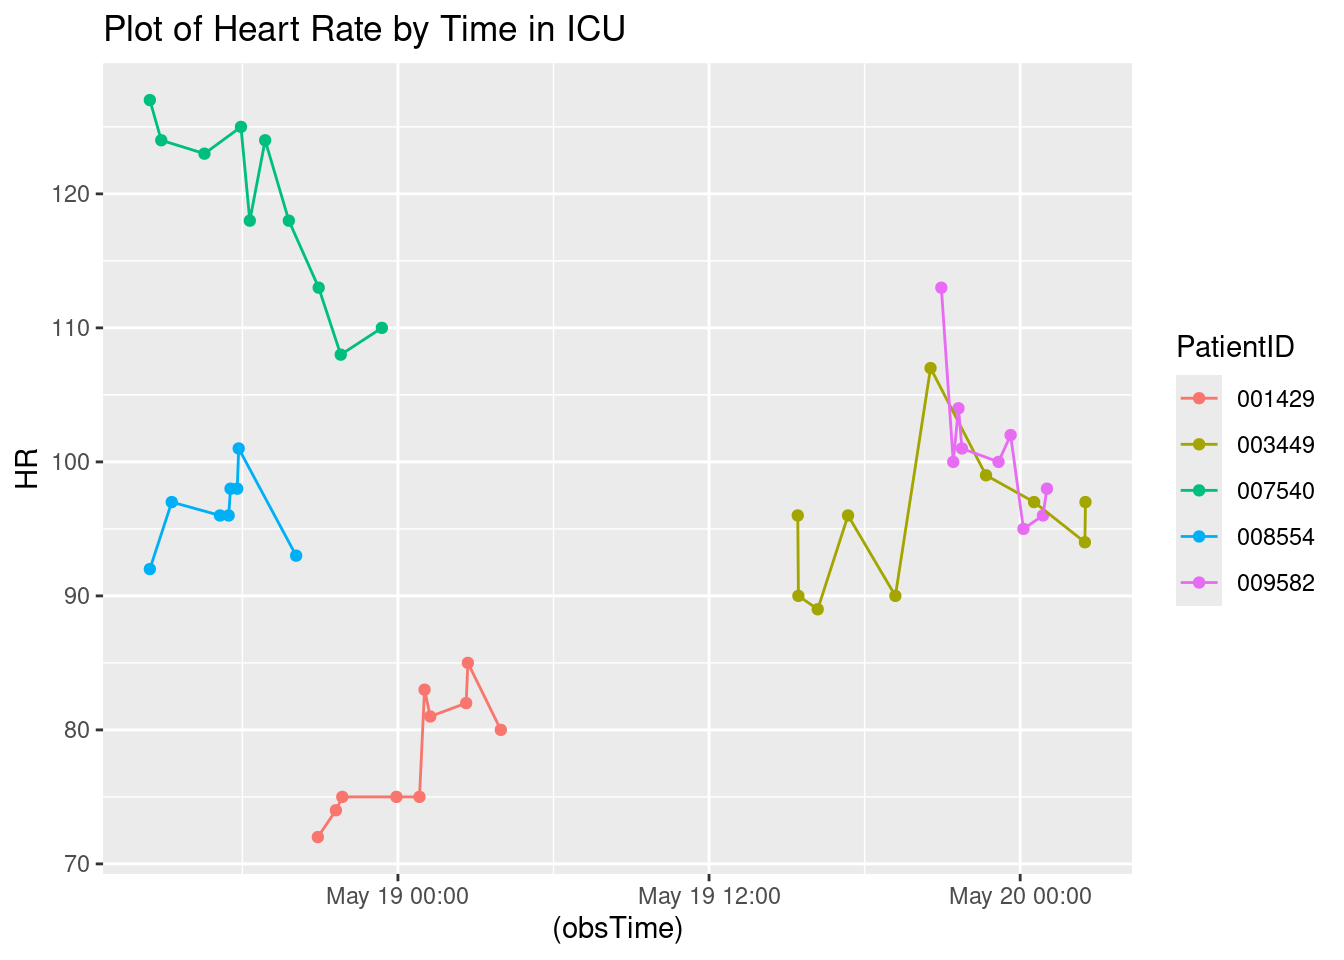 Plot of Heart Rate by Time in ICU
HR
120
110
100
90
80
70
May 19 00:00
May 19 12:00
May 20 00:00
(obsTime)
PatientID
001429
003449
007540
008554
009582